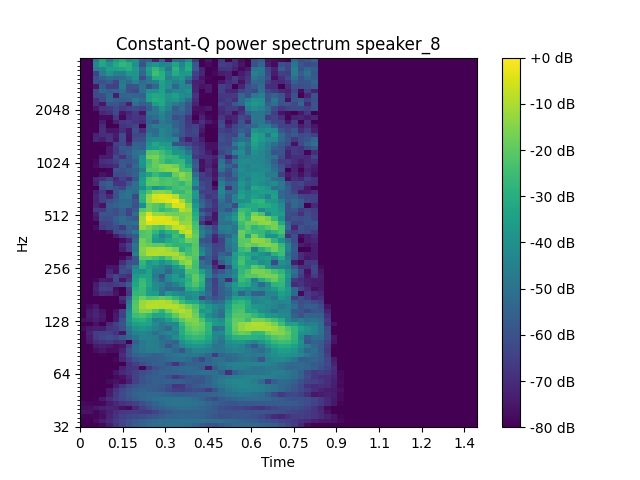 Constant-Q power spectrum speaker_8
Hz
2048
1024
512
256
128
64
32
0 0.15 0.3 0.45 0.6 0.75 0.9 1.1 1.2 1.4
Time
+0 dB
-10 dB
-20 dB
-30 dB
-40 dB
-50 dB
-60 dB
-70 dB
-80 dB